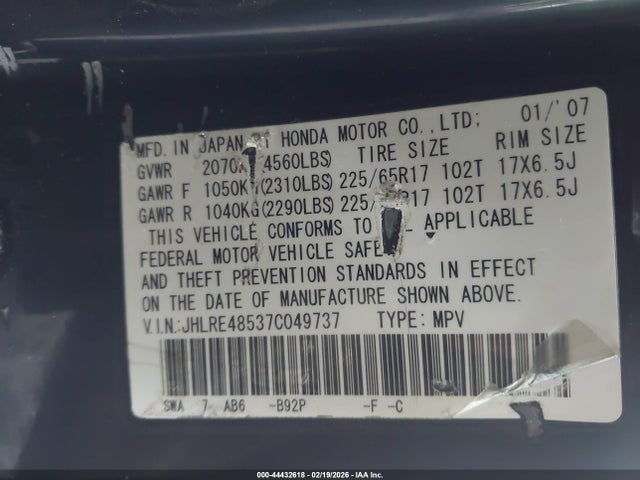 MFD. IN JAPAN BY HONDA MOTOR CO.,LTD; 01/'07
GVWR 2070 4560LBS) TIRE SIZE RIM SIZE
GAWR F 1050KG(2310LBS) 225/65R17 102T 17X6.5J
GAWR R 1040KG(2290LBS) 225/ R17 102T 17X6.5J
THIS VEHICLE CONFORMS TO APPLICABLE
FEDERAL MOTOR VEHICLE SAFE
AND THEFT PREVENTION STANDARDS IN EFFECT
ON THE DATE OF MANUFACTURE SHOWN ABOVE.
V.I.N:JHLRE48537C049737 TYPE: MPV
SWA 7 AB6 -B92P -F -C
000-44432618 - 02/19/2026 - IAA Inc.